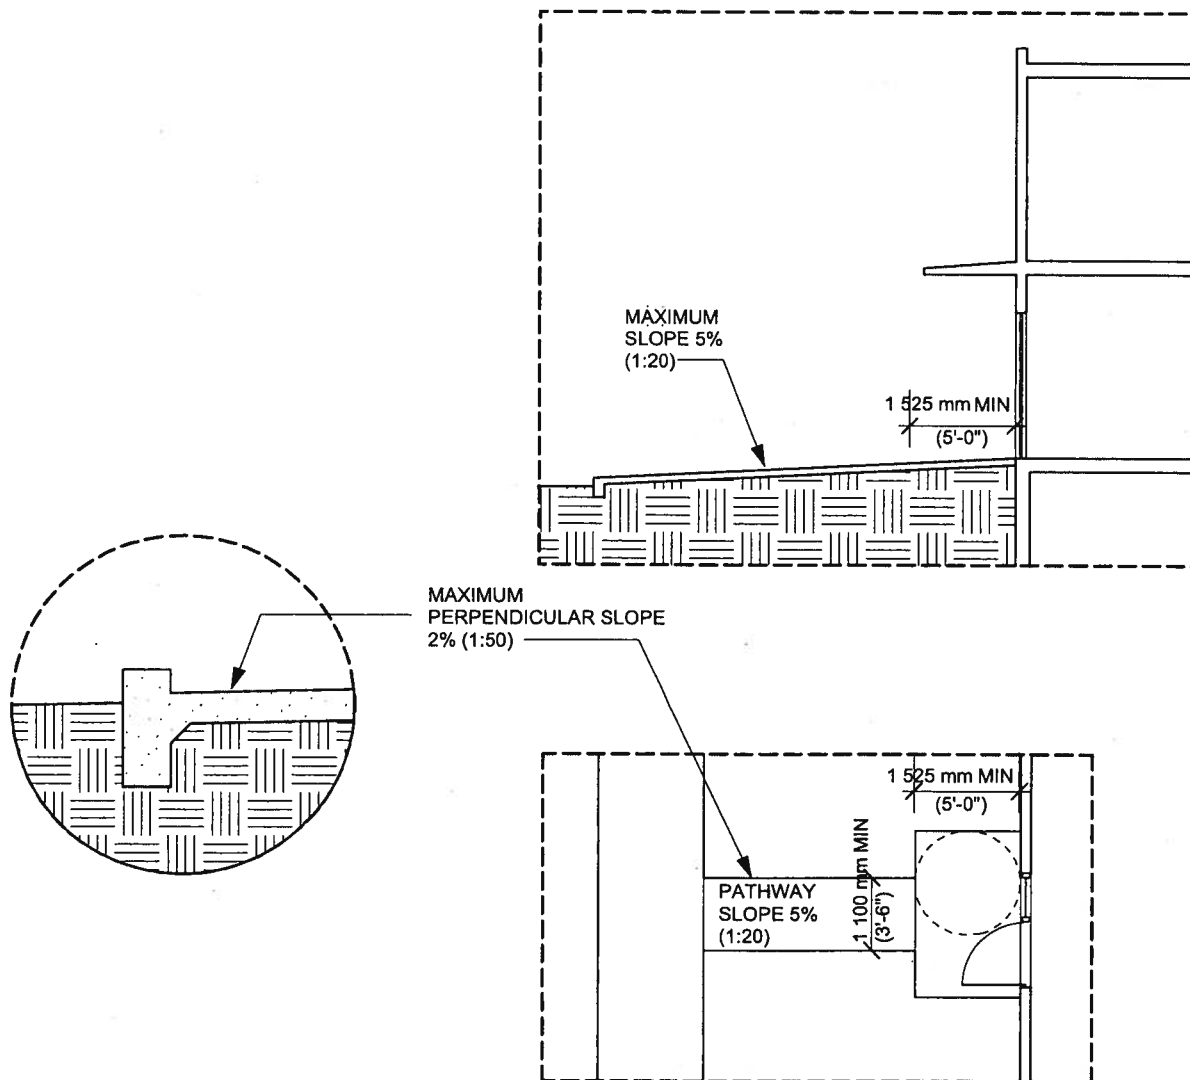 MAXIMUM
SLOPE 5%
(1:20)
1 525 mm MIN
(5'-0")
MAXIMUM
PERPENDICULAR SLOPE
2% (1:50)
1 525 mm MIN
(5'-0")
PATHWAY
SLOPE 5%
(1:20)
1 100 mm MIN
(3'-6")